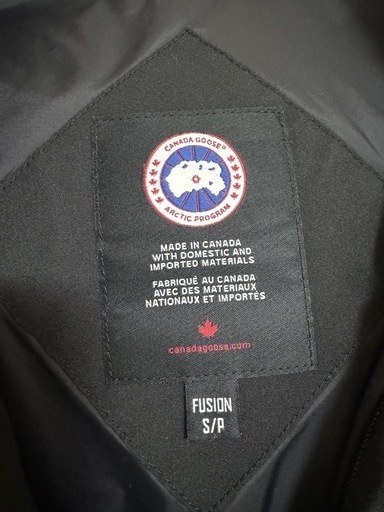 CANADA GOOSE®
ARCTIC PROGRAM
MADE IN CANADA
WITH DOMESTIC AND
IMPORTED MATERIALS
FABRIQUÉ AU CANADA
AVEC DES MATERIAUX
NATIONAUX ET IMPORTÉS
canadagoose.com
FUSION
S/P